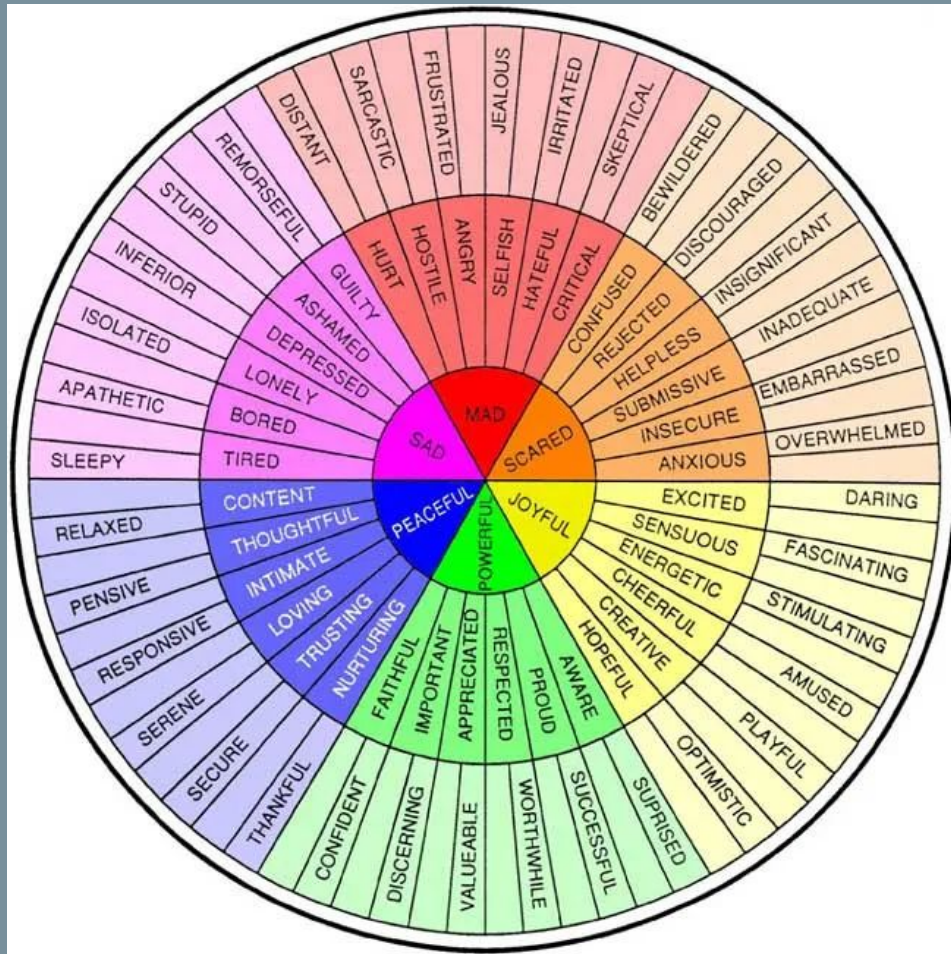 MAD
SCARED
JOYFUL
POWERFUL
PEACEFUL
SAD
HURT
HOSTILE
ANGRY
SELFISH
HATEFUL
CRITICAL
CONFUSED
REJECTED
HELPLESS
SUBMISSIVE
INSECURE
ANXIOUS
EXCITED
SENSUOUS
ENERGETIC
CHEERFUL
CREATIVE
HOPEFUL
AWARE
PROUD
RESPECTED
APPRECIATED
IMPORTANT
FAITHFUL
NURTURING
TRUSTING
LOVING
INTIMATE
THOUGHTFUL
CONTENT
TIRED
BORED
LONELY
DEPRESSED
ASHAMED
GUILTY
DISTANT
SARCASTIC
FRUSTRATED
JEALOUS
IRRITATED
SKEPTICAL
BEWILDERED
DISCOURAGED
INSIGNIFICANT
INADEQUATE
EMBARRASSED
OVERWHELMED
DARING
FASCINATING
STIMULATING
AMUSED
PLAYFUL
OPTIMISTIC
SUPRISED
SUCCESSFUL
WORTHWHILE
VALUEABLE
DISCERNING
CONFIDENT
THANKFUL
SECURE
SERENE
RESPONSIVE
PENSIVE
RELAXED
SLEEPY
APATHETIC
ISOLATED
INFERIOR
STUPID
REMORSEFUL